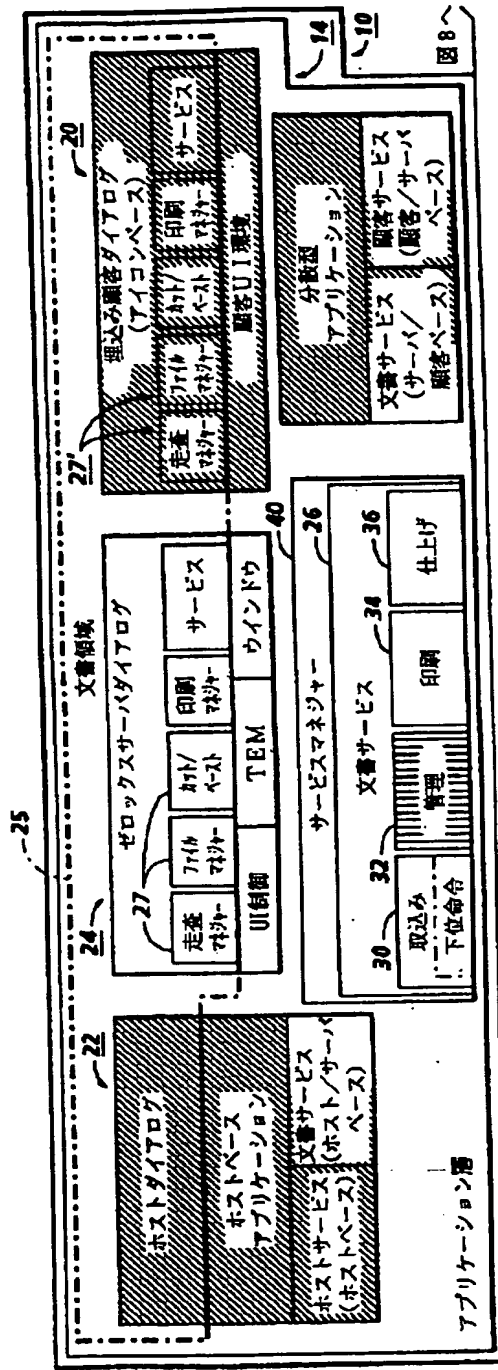 25
22
ホストダイアログ
ホストベース
アプリケーション
ホストサービス
(ホストベース)
文書サービス
(ホスト/サーバ
ベース)
アプリケーション層
文書領域
24
ゼロックスサーバダイアログ
27
走査
マネジャー
ファイル
マネジャー
カット/
ペースト
印刷
マネジャー
サービス
UI制御
TEM
ウインドウ
40
サービスマネジャー
26
文書サービス
30
取込み
下位命令
32
管理
34
印刷
36
仕上げ
20
埋込み顧客ダイアログ
(アイコンベース)
27'
走査
マネジャー
ファイル
マネジャー
カット/
ペースト
印刷
マネジャー
サービス
顧客UI環境
分散型
アプリケーション
文書サービス
(サーバ/
顧客ベース)
顧客サービス
(顧客/サーバ
ベース)
14
10
図8へ